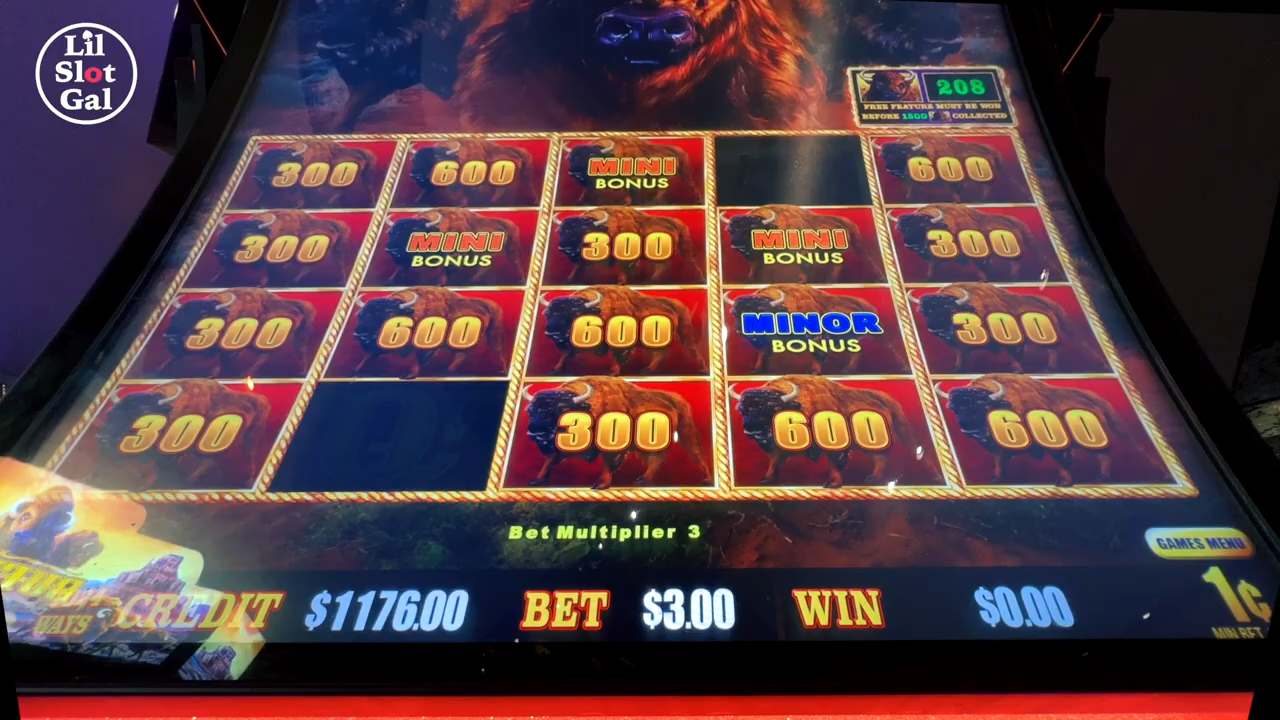 Lil
Slot
Gal
208
FREE FEATURE MUST BE WON
BEFORE 1500 COLLECTED
300 600 MINI BONUS 600
300 MINI BONUS 300 MINI BONUS 300
300 600 600 MINOR BONUS 300
300 300 600 600
Bet Multiplier 3
GAMES MENU
WAYS
CREDIT $1176.00 BET $3.00 WIN $0.00
1¢
MIN BET